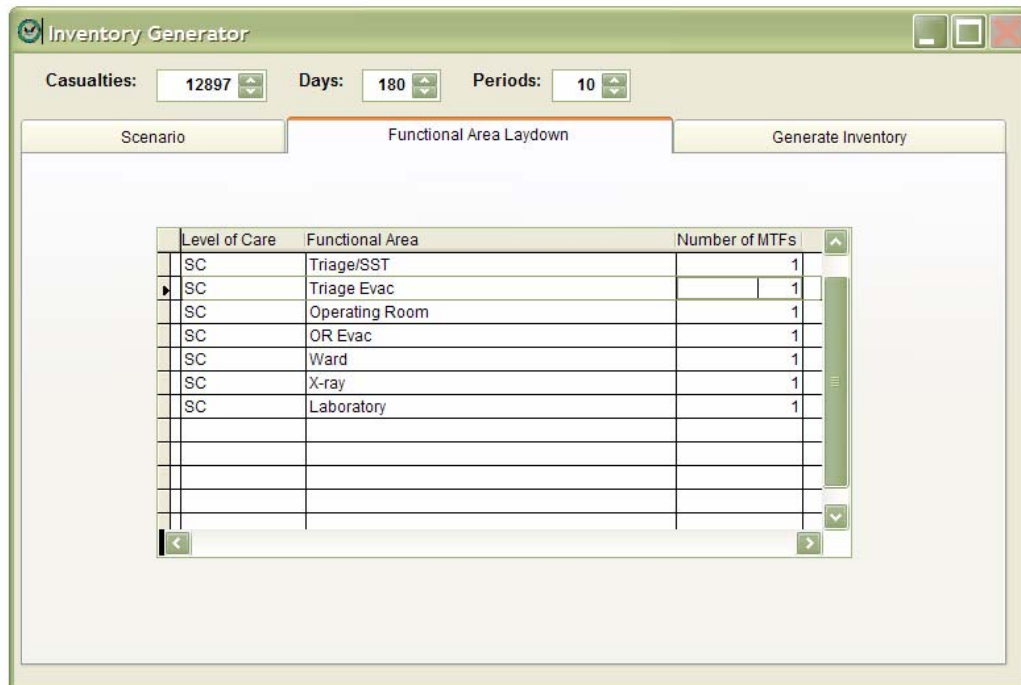 Inventory Generator
Casualties: 12897 Days: 180 Periods: 10
Scenario Functional Area Laydown Generate Inventory
Level of Care Functional Area Number of MTFs
SC Triage/SST 1
SC Triage Evac 1
SC Operating Room 1
SC OR Evac 1
SC Ward 1
SC X-ray 1
SC Laboratory 1